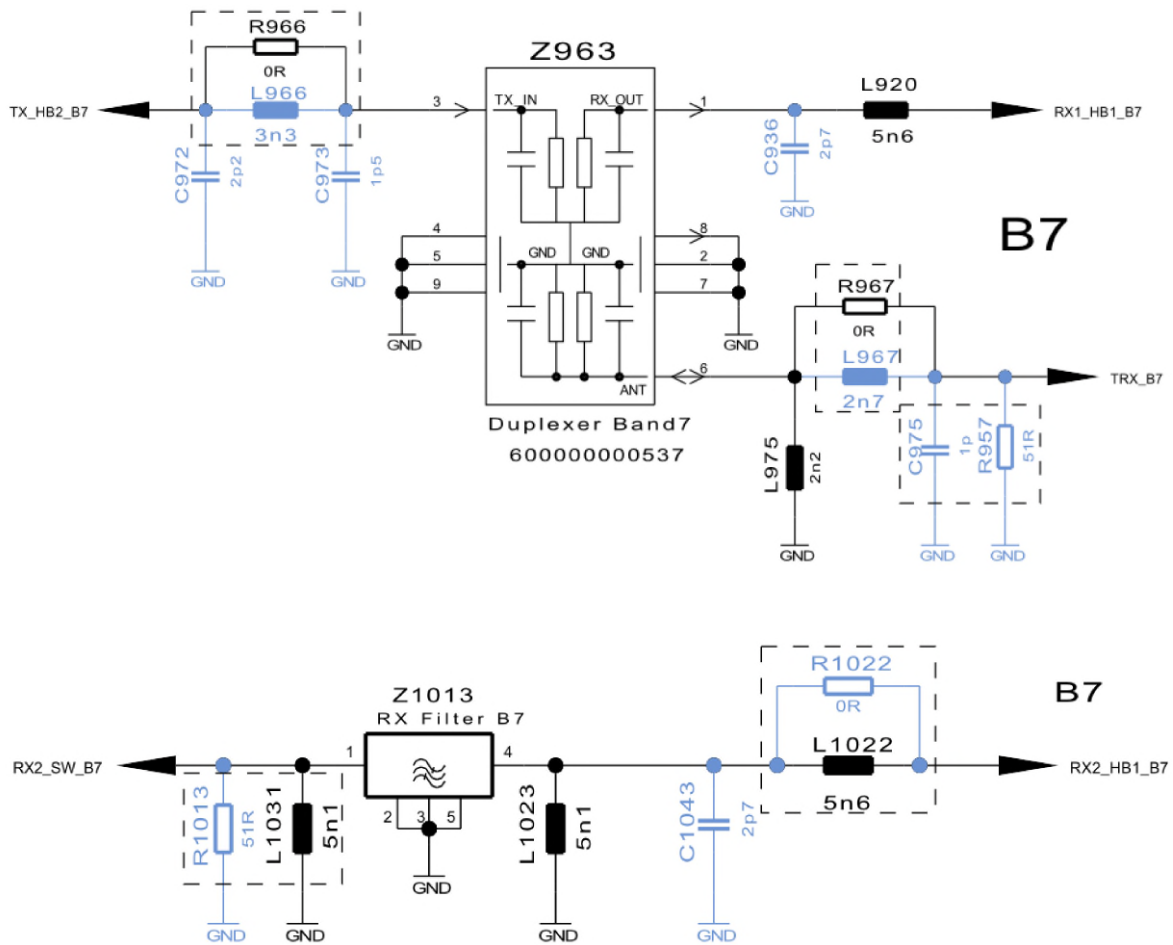 R966
0R
L966
3n3
TX_HB2_B7
C972
2p2
C973
1p5
GND
GND
Z963
3
TX_IN
RX_OUT
1
4
5
9
GND
GND
GND
8
2
7
GND
6
ANT
Duplexer Band7
600000000537
L920
5n6
RX1_HB1_B7
C936
2p7
GND
B7
R967
0R
L967
2n7
TRX_B7
L975
2n2
GND
C975
1p
GND
R957
51R
GND
Z1013
RX Filter B7
RX2_SW_B7
1
4
2
3
5
GND
R1013
51R
GND
L1031
5n1
GND
L1023
5n1
GND
C1043
2p7
GND
R1022
0R
L1022
5n6
B7
RX2_HB1_B7